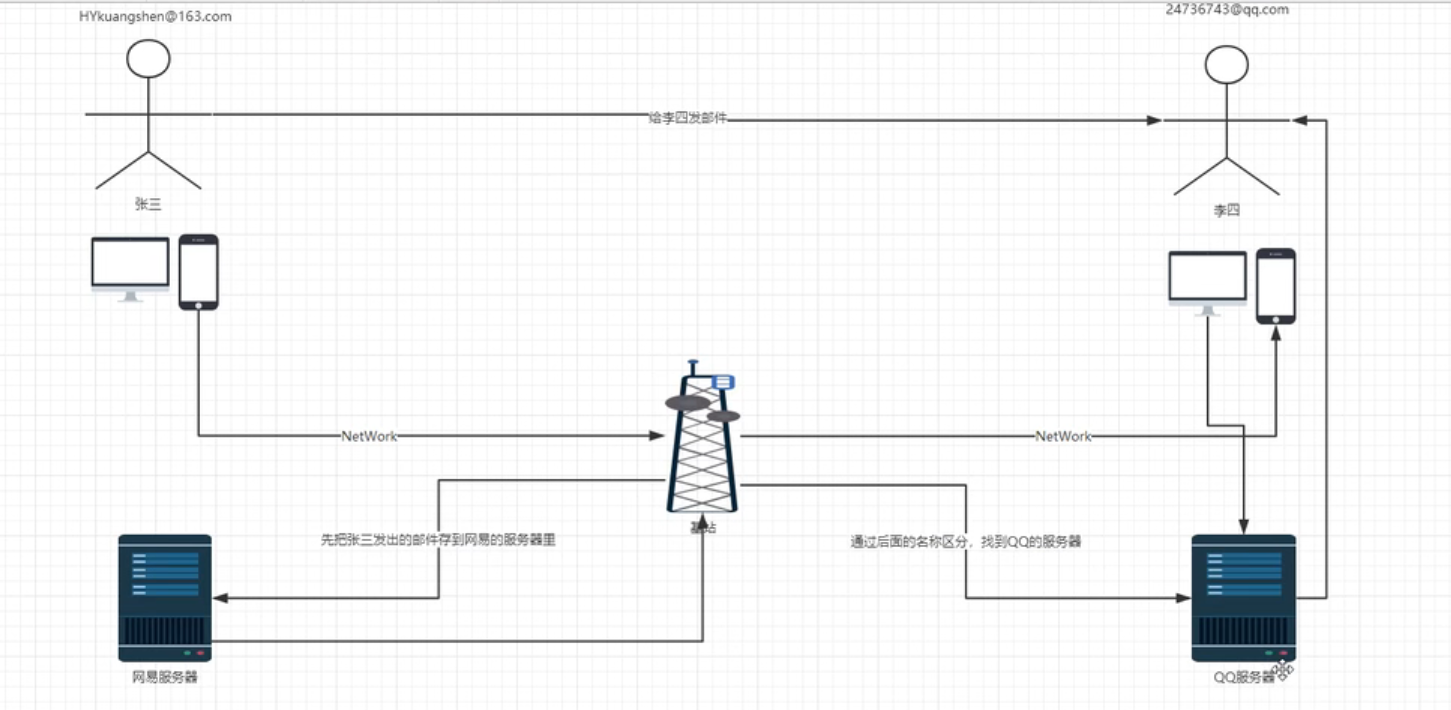 HYkuangshen@163.com
24736743@qq.com
给李四发邮件
张三
李四
NetWork
NetWork
基站
先把张三发出的邮件存到网易的服务器里
通过后面的名称区分，找到QQ的服务器
网易服务器
QQ服务器